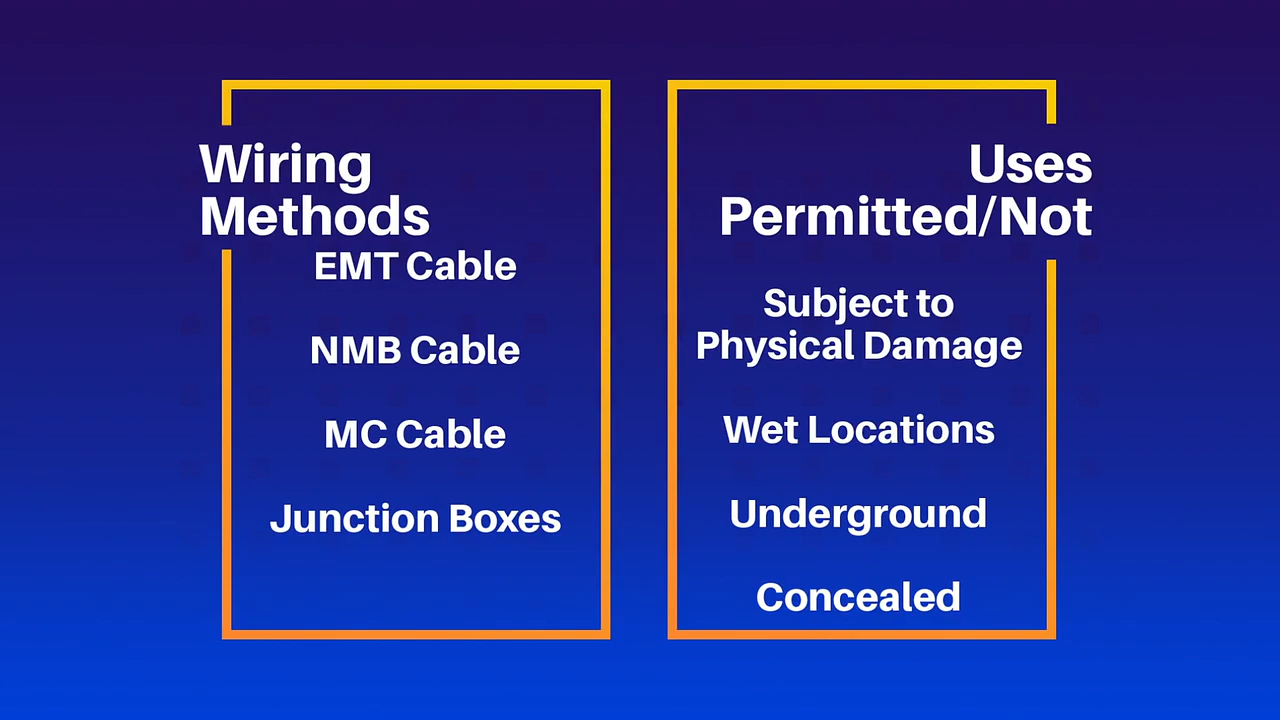 Wiring
Methods
EMT Cable
NMB Cable
MC Cable
Junction Boxes
Uses
Permitted/Not
Subject to
Physical Damage
Wet Locations
Underground
Concealed